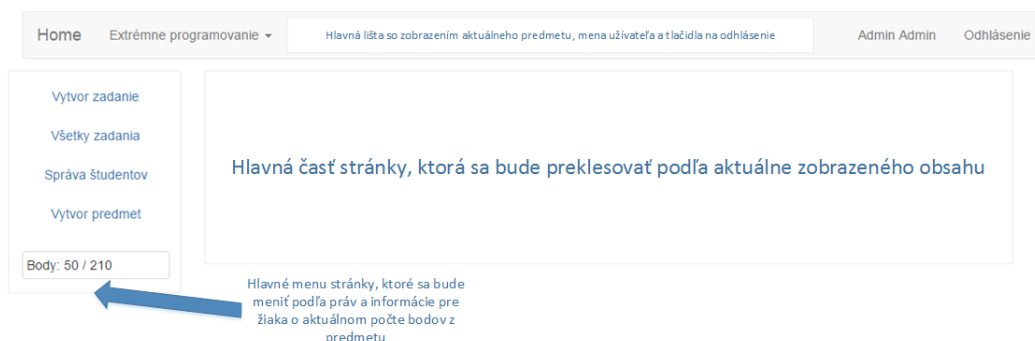 Home Extrémne programovanie Hlavná lišta so zobrazením aktuálneho predmetu, mena užívateľa a tlačidla na odhlásenie Admin Admin Odhlásenie
Vytvor zadanie
Všetky zadania
Správa študentov
Vytvor predmet
Body: 50 / 210
Hlavná časť stránky, ktorá sa bude preklesovať podľa aktuálne zobrazeného obsahu
Hlavné menu stránky, ktoré sa bude
meniť podľa práv a informácie pre
žiaka o aktuálnom počte bodov z
predmetu